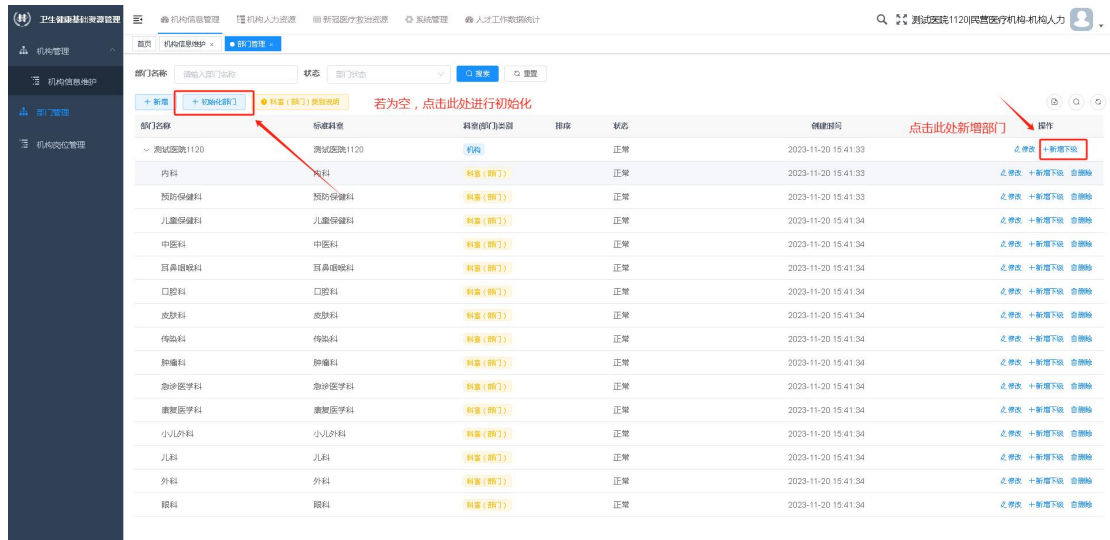 卫生健康基础资源管理 机构信息管理 机构人力资源 新冠医疗救治资源 系统管理 人才工作数据统计 测试医院1120|民营医疗机构-机构人力
机构管理 首页 机构信息维护 × 部门管理 ×
机构信息维护 部门名称 请输入部门名称 状态 部门状态 搜索 重置
部门管理 + 新增 + 初始化部门 科室(部门)类别说明 若为空，点击此处进行初始化
机构岗位管理 部门名称 标准科室 科室(部门)类别 排序 状态 创建时间 点击此处新增部门 操作
测试医院1120 测试医院1120 机构 正常 2023-11-20 15:41:33 修改 +新增下级
内科 内科 科室(部门) 正常 2023-11-20 15:41:33 修改 +新增下级 删除
预防保健科 预防保健科 科室(部门) 正常 2023-11-20 15:41:33 修改 +新增下级 删除
儿童保健科 儿童保健科 科室(部门) 正常 2023-11-20 15:41:34 修改 +新增下级 删除
中医科 中医科 科室(部门) 正常 2023-11-20 15:41:34 修改 +新增下级 删除
耳鼻咽喉科 耳鼻咽喉科 科室(部门) 正常 2023-11-20 15:41:34 修改 +新增下级 删除
口腔科 口腔科 科室(部门) 正常 2023-11-20 15:41:34 修改 +新增下级 删除
皮肤科 皮肤科 科室(部门) 正常 2023-11-20 15:41:34 修改 +新增下级 删除
传染科 传染科 科室(部门) 正常 2023-11-20 15:41:34 修改 +新增下级 删除
肿瘤科 肿瘤科 科室(部门) 正常 2023-11-20 15:41:34 修改 +新增下级 删除
急诊医学科 急诊医学科 科室(部门) 正常 2023-11-20 15:41:34 修改 +新增下级 删除
康复医学科 康复医学科 科室(部门) 正常 2023-11-20 15:41:34 修改 +新增下级 删除
小儿外科 小儿外科 科室(部门) 正常 2023-11-20 15:41:34 修改 +新增下级 删除
儿科 儿科 科室(部门) 正常 2023-11-20 15:41:34 修改 +新增下级 删除
外科 外科 科室(部门) 正常 2023-11-20 15:41:34 修改 +新增下级 删除
眼科 眼科 科室(部门) 正常 2023-11-20 15:41:34 修改 +新增下级 删除